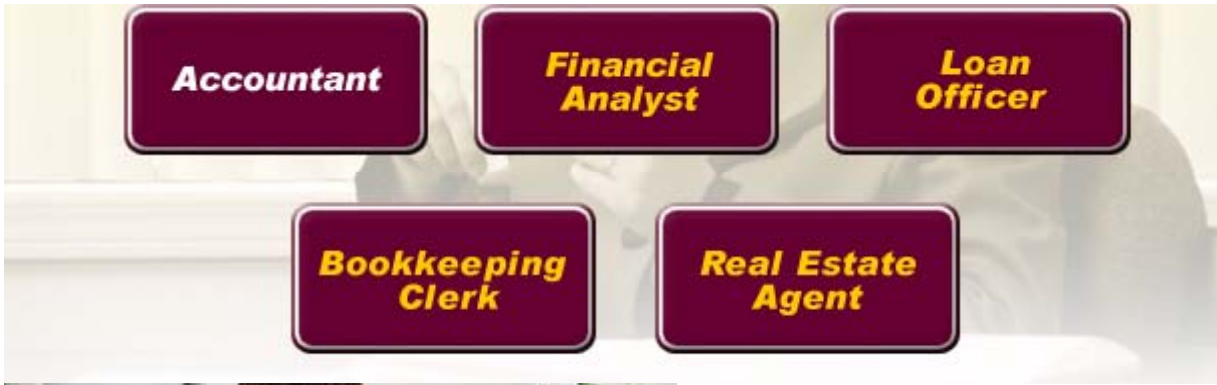 Accountant
Financial
Analyst
Loan
Officer
Bookkeeping
Clerk
Real Estate
Agent